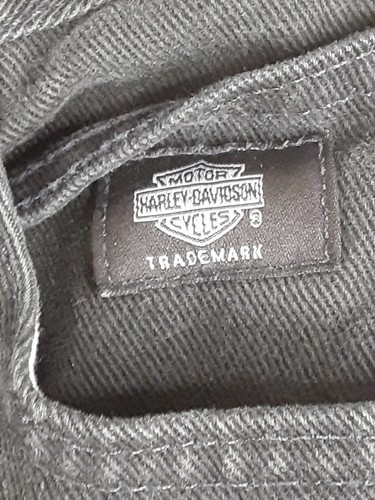 MOTOR
HARLEY-DAVIDSON
CYCLES ®
TRADEMARK